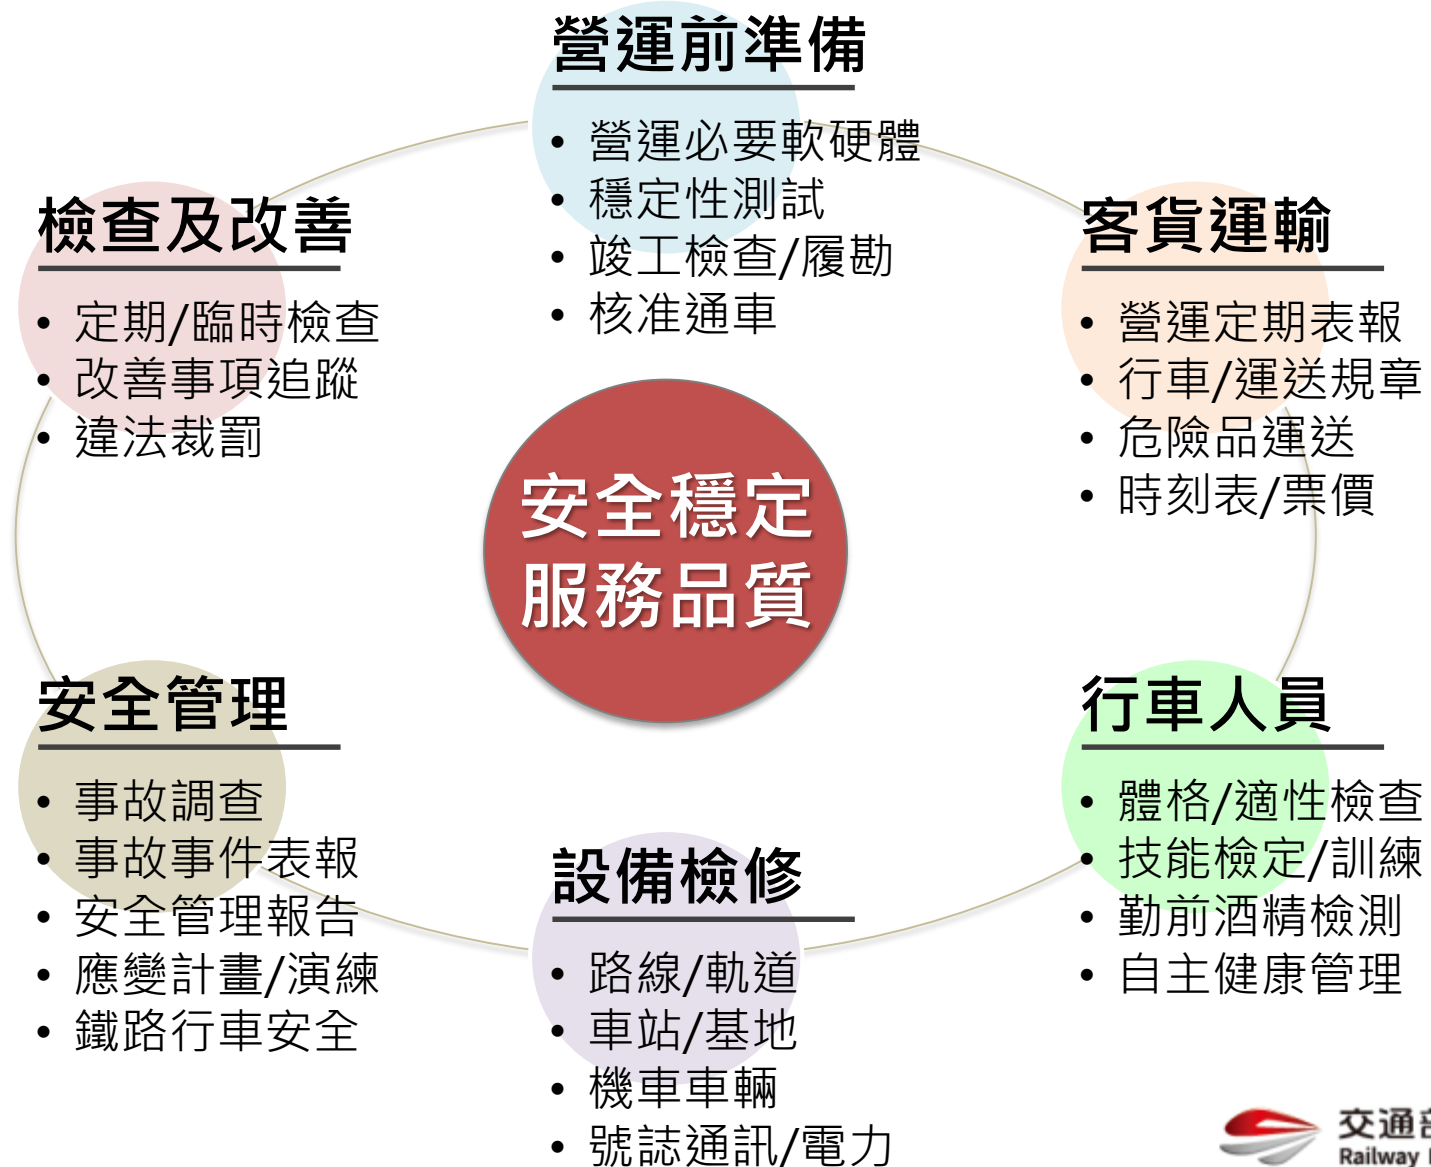 營運前準備
• 營運必要軟硬體
• 穩定性測試
• 竣工檢查/履勘
• 核准通車
客貨運輸
• 營運定期表報
• 行車/運送規章
• 危險品運送
• 時刻表/票價
行車人員
• 體格/適性檢查
• 技能檢定/訓練
• 勤前酒精檢測
• 自主健康管理
設備檢修
• 路線/軌道
• 車站/基地
• 機車車輛
• 號誌通訊/電力
安全管理
• 事故調查
• 事故事件表報
• 安全管理報告
• 應變計畫/演練
• 鐵路行車安全
檢查及改善
• 定期/臨時檢查
• 改善事項追蹤
• 違法裁罰
安全穩定
服務品質
交通
Railway